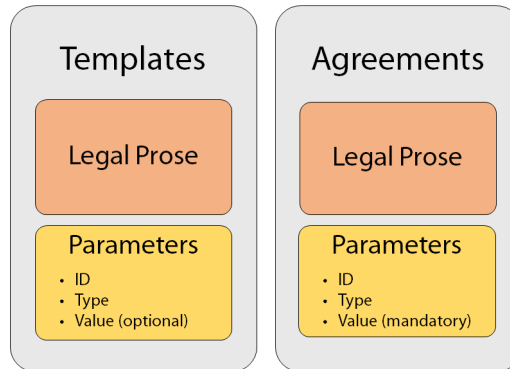 Templates
Legal Prose
Parameters
• ID
• Type
• Value (optional)
Agreements
Legal Prose
Parameters
• ID
• Type
• Value (mandatory)